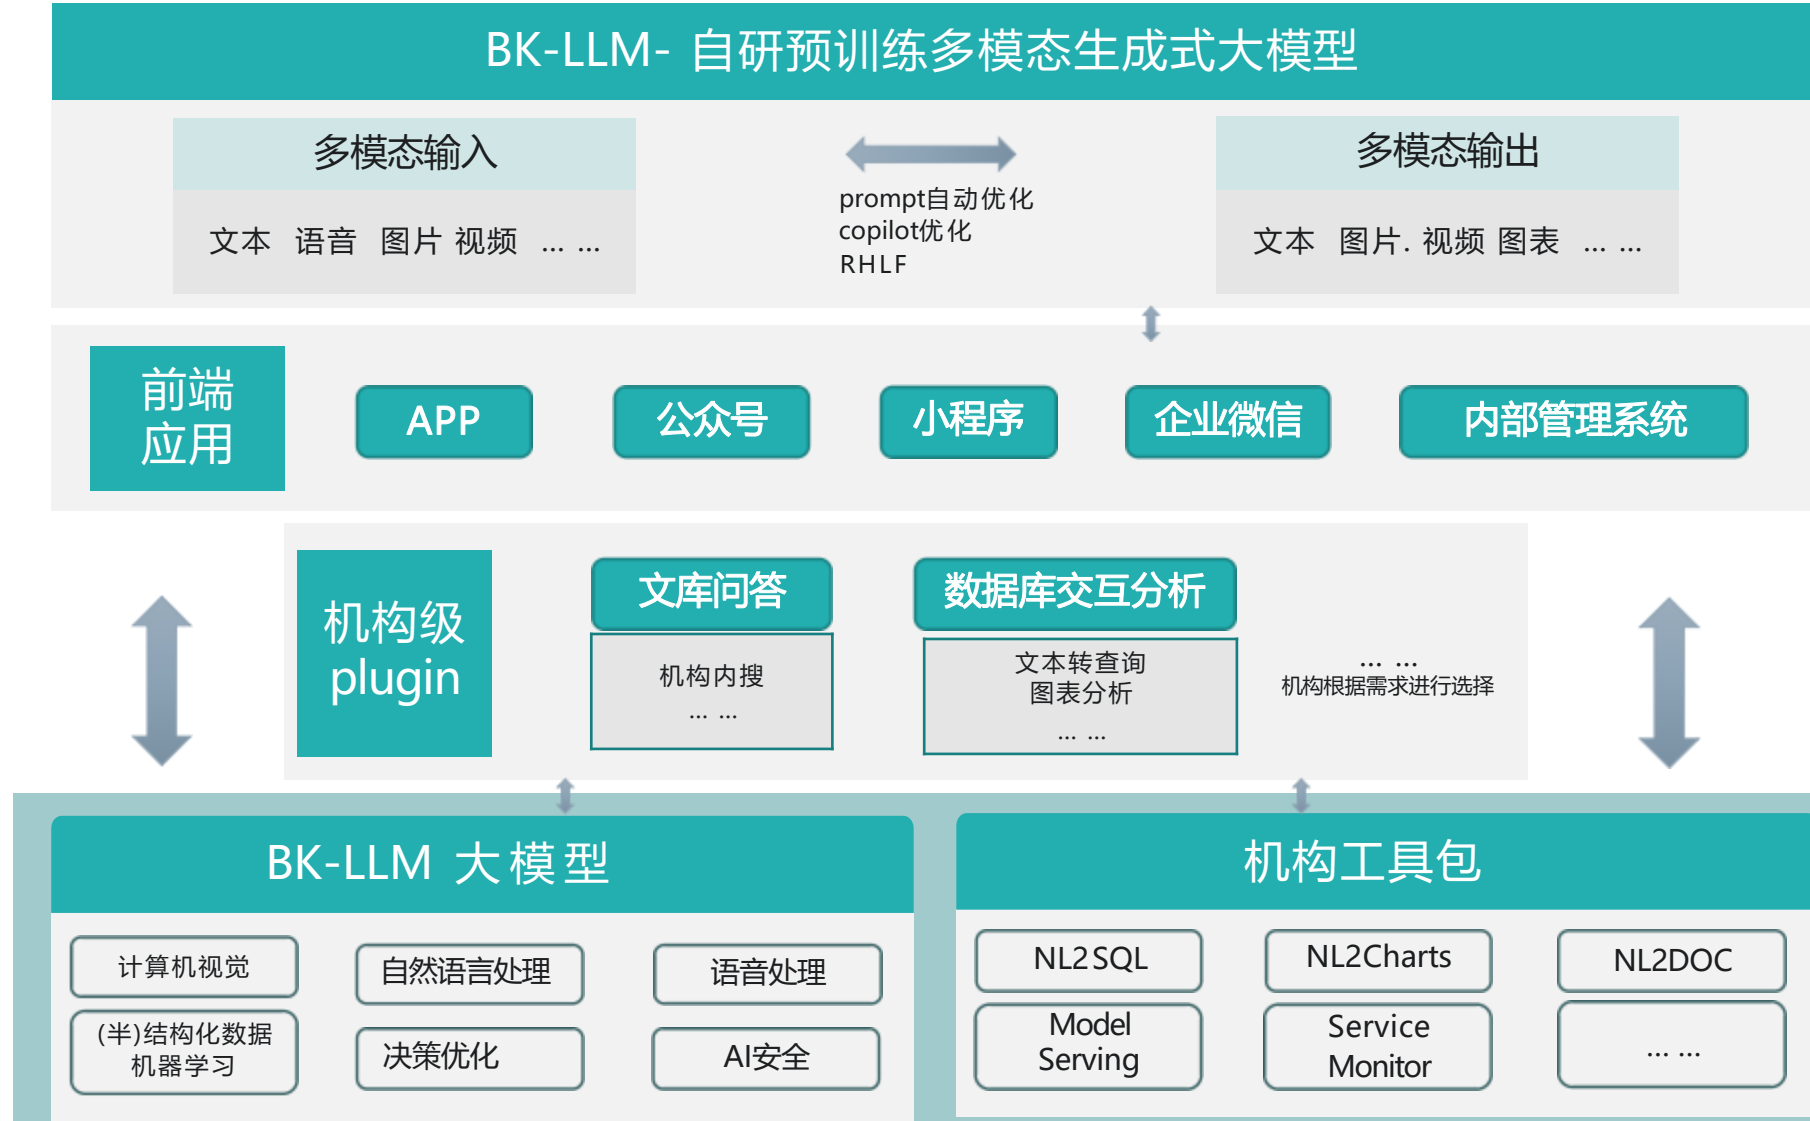 BK-LLM- 自研预训练多模态生成式大模型
多模态输入
文本 语音 图片 视频 ... ...
prompt自动优化
copilot优化
RHLF
多模态输出
文本 图片. 视频 图表 ... ...
前端
应用
APP
公众号
小程序
企业微信
内部管理系统
机构级
plugin
文库问答
机构内搜
... ...
数据库交互分析
文本转查询
图表分析
... ...
... ...
机构根据需求进行选择
BK-LLM 大模型
计算机视觉
自然语言处理
语音处理
(半)结构化数据
机器学习
决策优化
AI安全
机构工具包
NL2SQL
NL2Charts
NL2DOC
Model
Serving
Service
Monitor
... ...